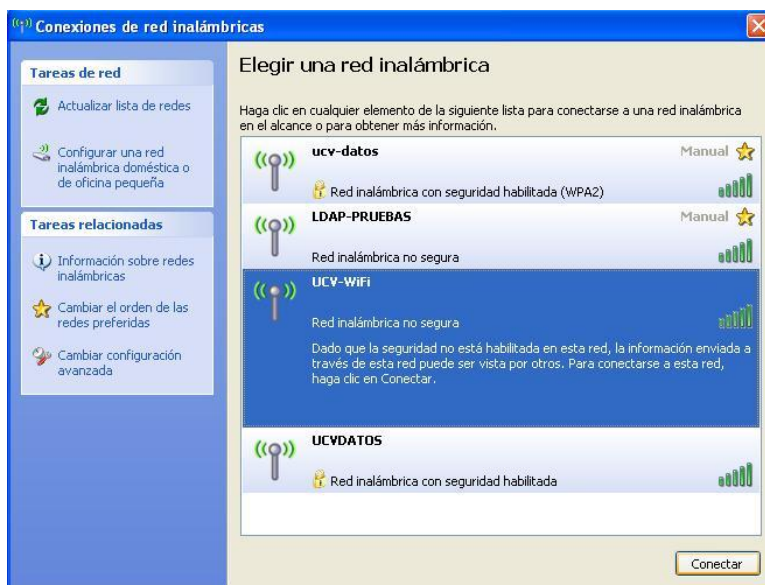 Conexiones de red inalámbricas
Tareas de red
Actualizar lista de redes
Configurar una red
inalámbrica doméstica o
de oficina pequeña
Tareas relacionadas
Información sobre redes
inalámbricas
Cambiar el orden de las
redes preferidas
Cambiar configuración
avanzada
Elegir una red inalámbrica
Haga clic en cualquier elemento de la siguiente lista para conectarse a una red inalámbrica
en el alcance o para obtener más información.
ucv-datos Manual
Red inalámbrica con seguridad habilitada (WPA2)
LDAP-PRUEBAS Manual
Red inalámbrica no segura
UCV-WiFi
Red inalámbrica no segura
Dado que la seguridad no está habilitada en esta red, la información enviada a
través de esta red puede ser vista por otros. Para conectarse a esta red,
haga clic en Conectar.
UCVDATOS
Red inalámbrica con seguridad habilitada
Conectar